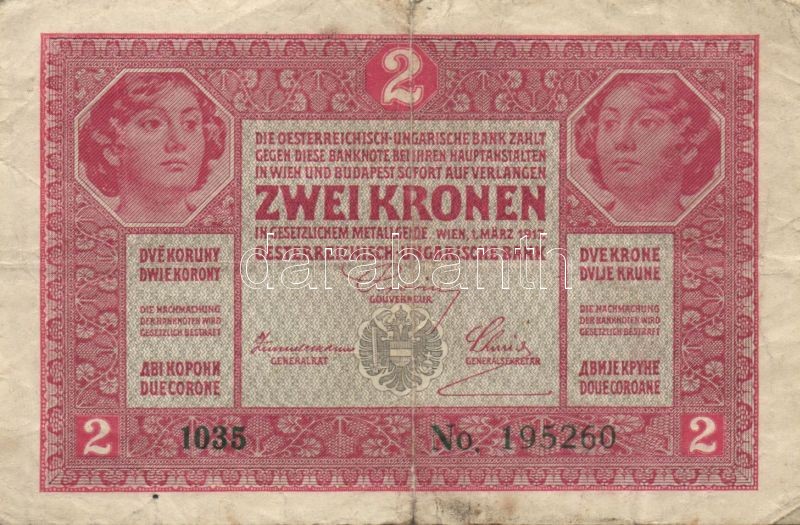 2
DIE OESTERREICHISCH-UNGARISCHE BANK ZAHLT
GEGEN DIESE BANKNOTE BEI IHREN HAUPTANSTALTEN
IN WIEN UND BUDAPEST SOFORT AUF VERLANGEN
ZWEI KRONEN
IN GESETZLICHEM METALLGELDE. WIEN, 1. MÄRZ 191
OESTERREICHISCH-UNGARISCHE BANK
darabanth
GOUVERNEUR
GENERALRAT
GENERALSEKRETÄR
DVĚ KORUNY
DWIE KORONY
DIE NACHMACHUNG
DER BANKNOTEN WIRD
GESETZLICH BESTRAFT
ДВІ КОРОНИ
DUE CORONE
DVE KRONE
DVIJE KRUNE
DIE NACHMACHUNG
DER BANKNOTEN WIRD
GESETZLICH BESTRAFT
ДВИЈЕ КРУНЕ
DOUE COROANE
2
1035
No. 195260
2